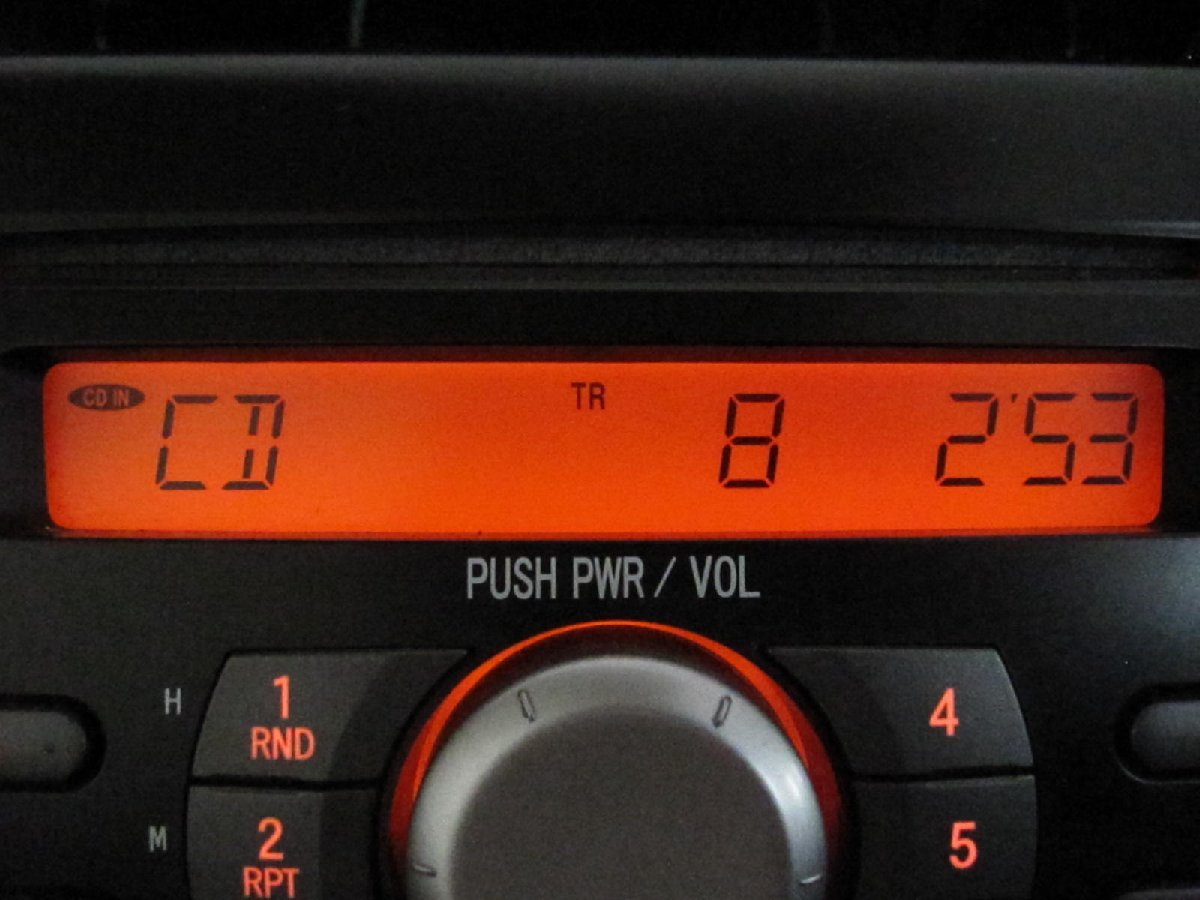 CD IN CD TR 8 2'53
PUSH PWR / VOL
H 1 4
RND
M 2 5
RPT